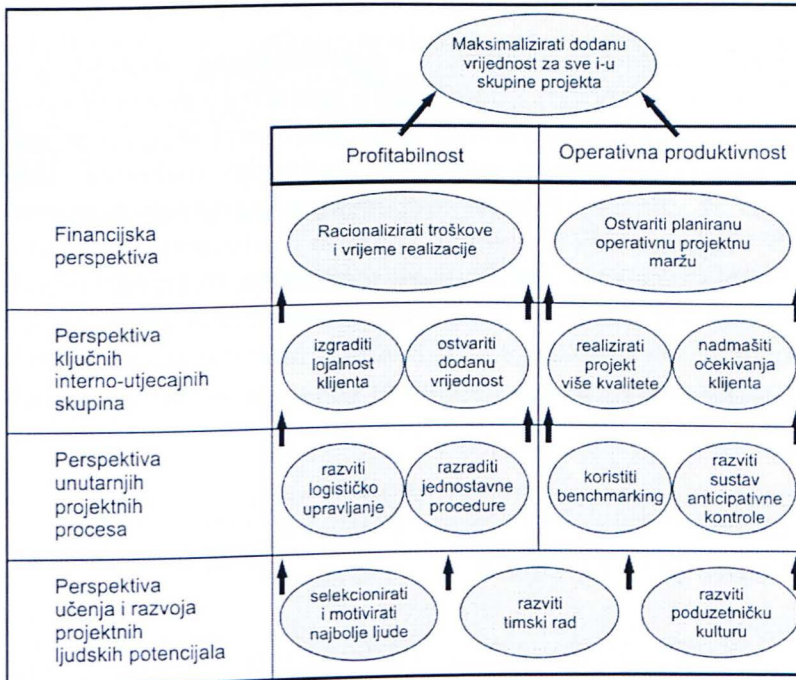 Maksimalizirati dodanu
vrijednost za sve i-u
skupine projekta
Profitabilnost
Operativna produktivnost
Financijska
perspektiva
Racionalizirati troškove
i vrijeme realizacije
Ostvariti planiranu
operativnu projektnu
maržu
Perspektiva
ključnih
interno-utjecajnih
skupina
izgraditi
lojalnost
klijenta
ostvariti
dodanu
vrijednost
realizirati
projekt
više kvalitete
nadmašiti
očekivanja
klijenta
Perspektiva
unutarnjih
projektnih
procesa
razviti
logističko
upravljanje
razraditi
jednostavne
procedure
koristiti
benchmarking
razviti
sustav
anticipativne
kontrole
Perspektiva
učenja i razvoja
projektnih
ljudskih potencijala
selekcionirati
i motivirati
najbolje ljude
razviti
timski rad
razviti
poduzetničku
kulturu